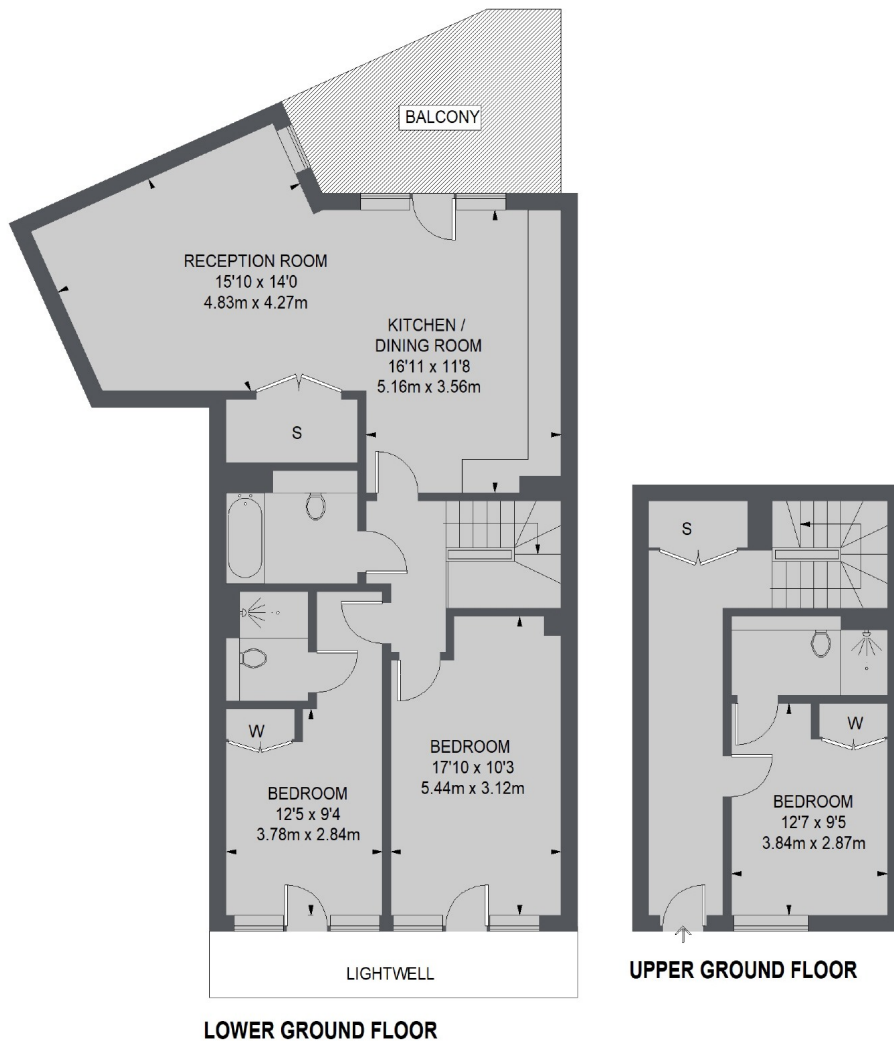 BALCONY
RECEPTION ROOM
15'10 x 14'0
4.83m x 4.27m
KITCHEN /
DINING ROOM
16'11 x 11'8
5.16m x 3.56m
S
W
BEDROOM
12'5 x 9'4
3.78m x 2.84m
BEDROOM
17'10 x 10'3
5.44m x 3.12m
LIGHTWELL
LOWER GROUND FLOOR
S
W
BEDROOM
12'7 x 9'5
3.84m x 2.87m
UPPER GROUND FLOOR